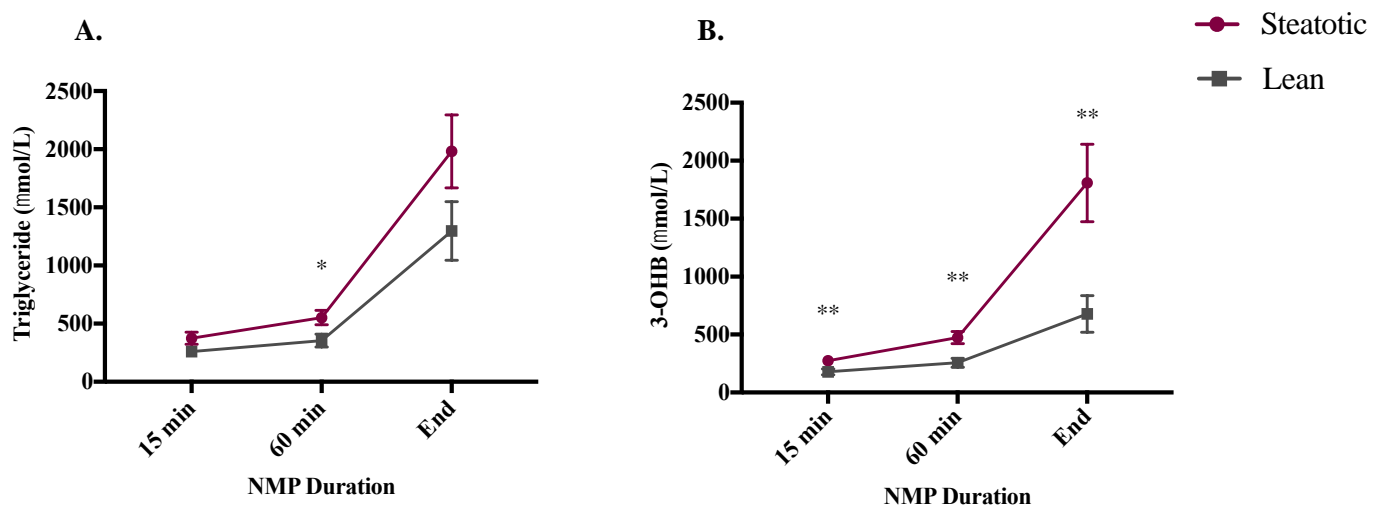 A.
Triglyceride (mmol/L)
2500
2000
1500
1000
500
0
*
15 min
60 min
End
NMP Duration
B.
3-OHB (mmol/L)
2500
2000
1500
1000
500
0
**
**
**
15 min
60 min
End
NMP Duration
Steatotic
Lean